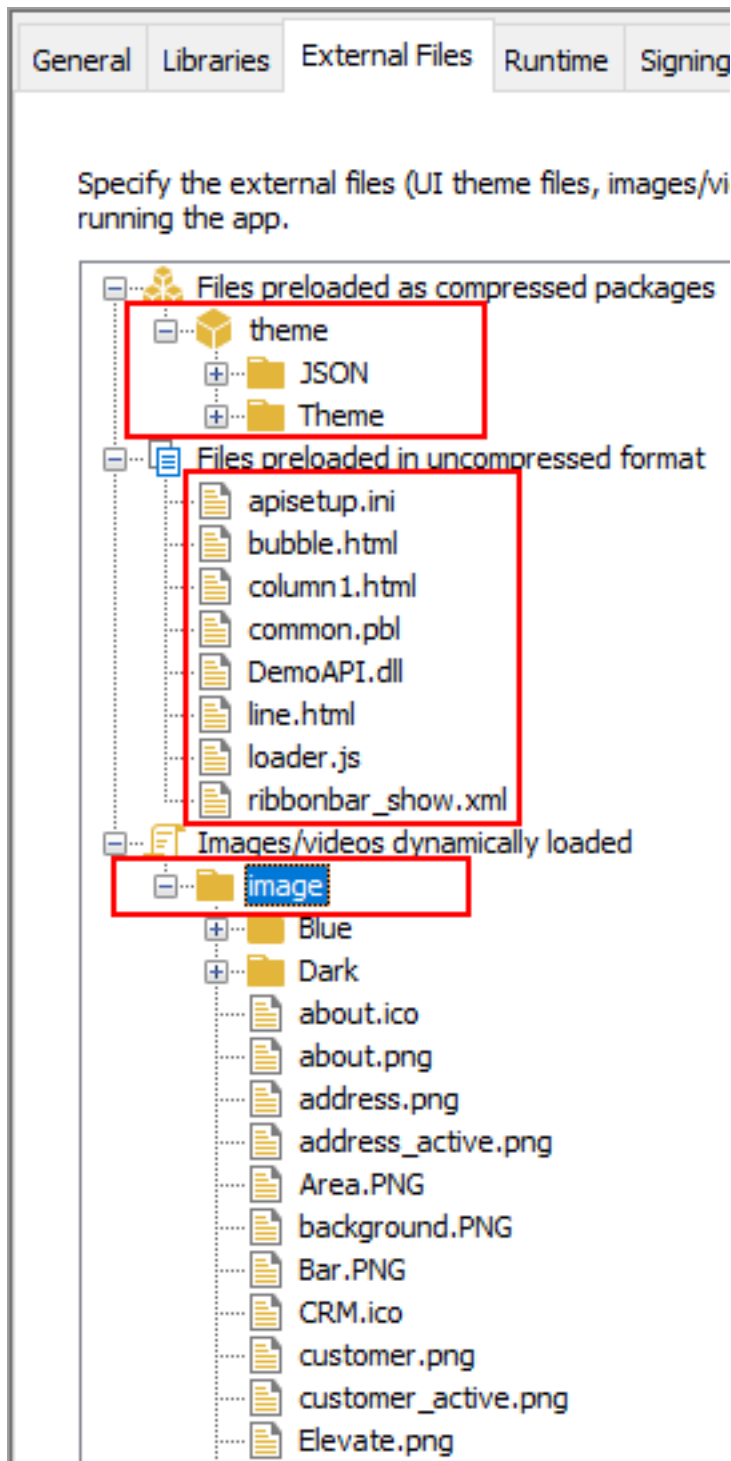 General Libraries External Files Runtime Signing
Specify the external files (UI theme files, images/vi
running the app.
Files preloaded as compressed packages
theme
JSON
Theme
Files preloaded in uncompressed format
apisetup.ini
bubble.html
column1.html
common.pbl
DemoAPI.dll
line.html
loader.js
ribbonbar_show.xml
Images/videos dynamically loaded
image
Blue
Dark
about.ico
about.png
address.png
address_active.png
Area.PNG
background.PNG
Bar.PNG
CRM.ico
customer.png
customer_active.png
Elevate.png